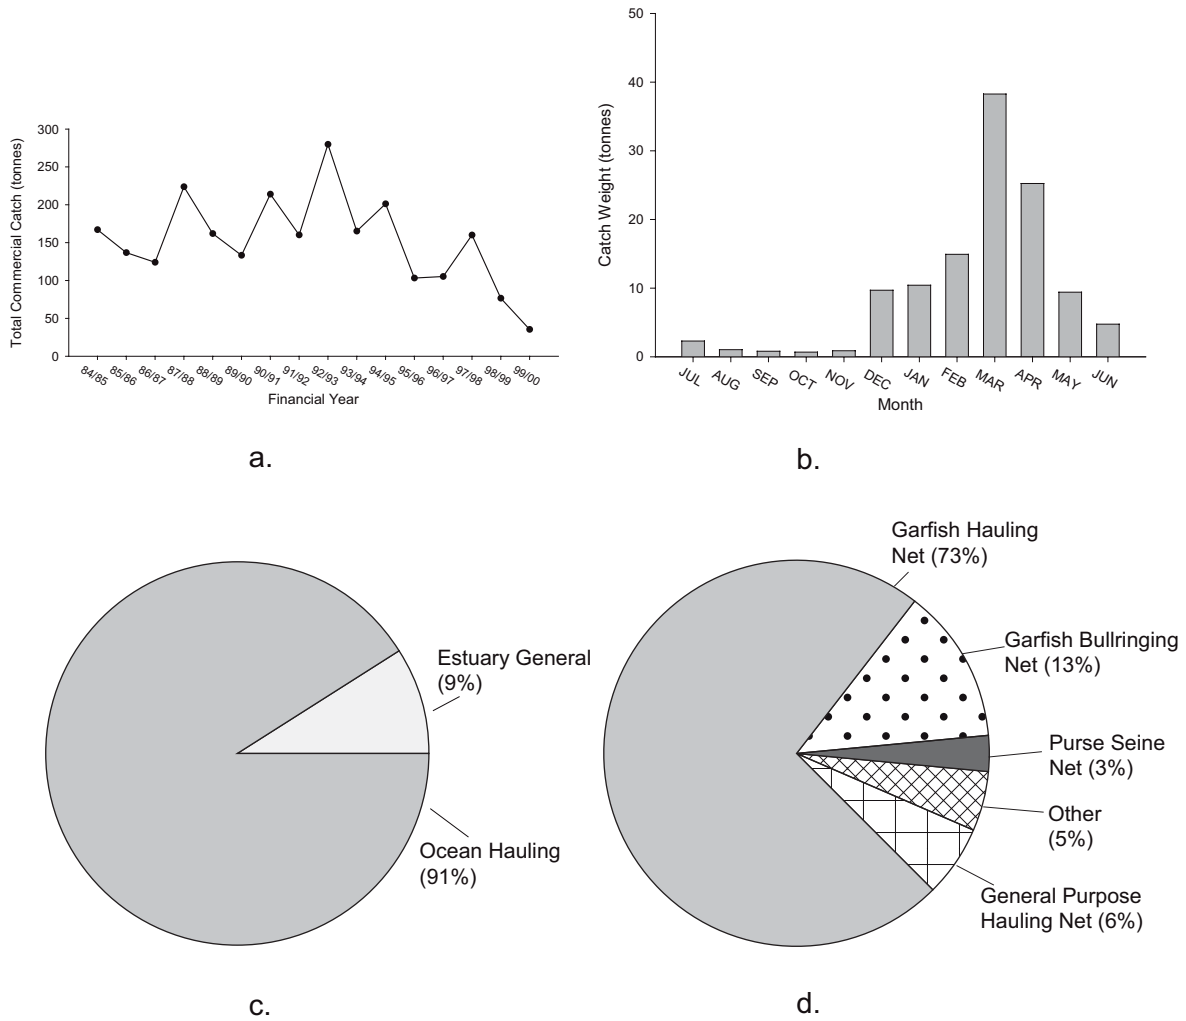 300
250
200
150
100
50
0
Total Commercial Catch (tonnes)
84/85
85/86
86/87
87/88
88/89
89/90
90/91
91/92
92/93
93/94
94/95
95/96
96/97
97/98
98/99
99/00
Financial Year
a.
50
40
30
20
10
0
Catch Weight (tonnes)
JUL
AUG
SEP
OCT
NOV
DEC
JAN
FEB
MAR
APR
MAY
JUN
Month
b.
Estuary General
(9%)
Ocean Hauling
(91%)
c.
Garfish Hauling
Net (73%)
Garfish Bullringing
Net (13%)
Purse Seine
Net (3%)
Other
(5%)
General Purpose
Hauling Net (6%)
d.